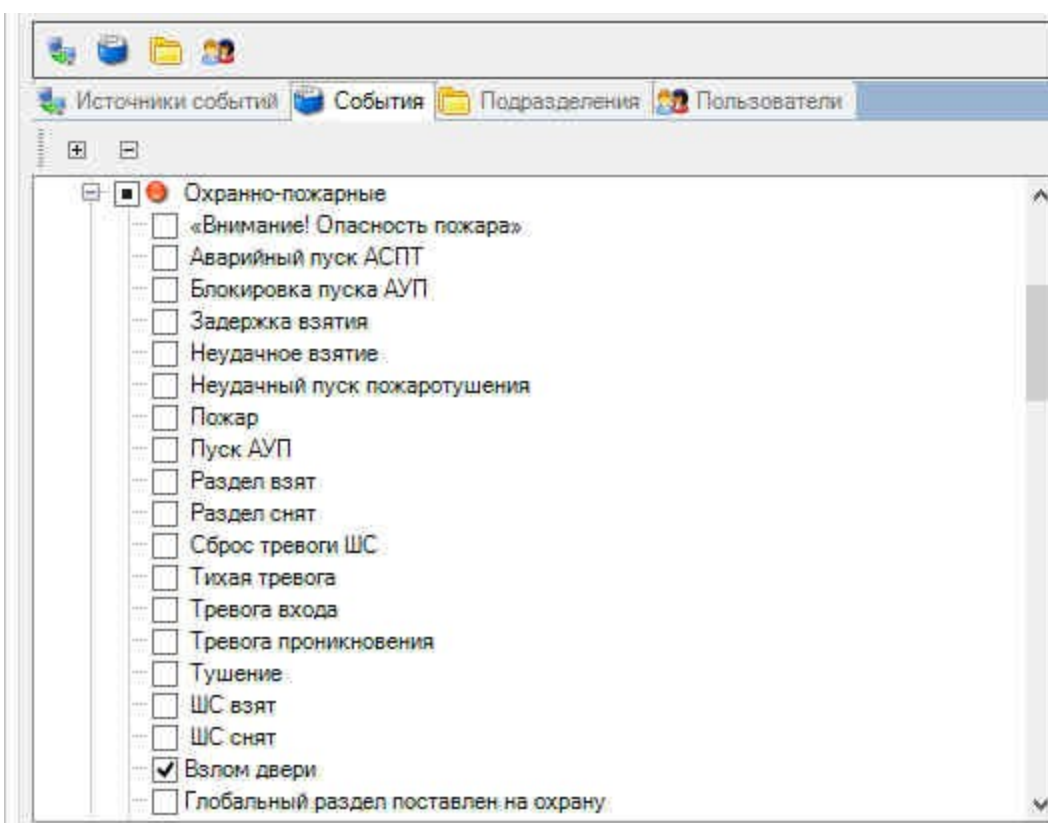 Источники событий События Подразделения Пользователи
Охранно-пожарные
«Внимание! Опасность пожара»
Аварийный пуск АСПТ
Блокировка пуска АУП
Задержка взятия
Неудачное взятие
Неудачный пуск пожаротушения
Пожар
Пуск АУП
Раздел взят
Раздел снят
Сброс тревоги ШС
Тихая тревога
Тревога входа
Тревога проникновения
Тушение
ШС взят
ШС снят
Взлом двери
Глобальный раздел поставлен на охрану